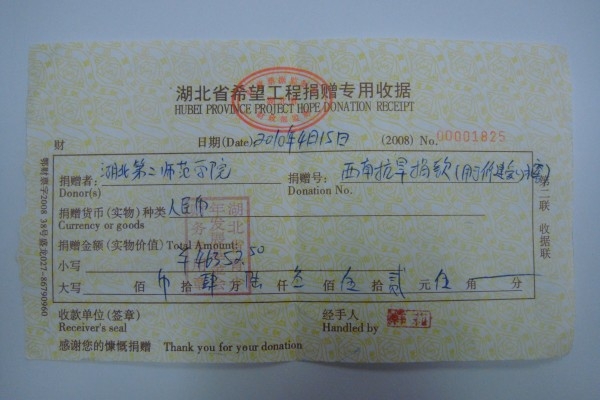 湖北省希望工程捐赠专用收据
HUBEI PROVINCE PROJECT HOPE DONATION RECEIPT
财 日期(Date) 2010年4月15日 (2008) No. 00001825
捐赠者: 湖北第二师范学院 捐赠号: 西南抗旱捐款
Donor(s) Donation No.
捐赠货币(实物)种类 人民币
Currency or goods
捐赠金额(实物价值) Total Amount:
小写 ¥46352.50
大写 佰 币 拾 肆 万 陆 仟 叁 佰 伍 拾 贰 元 伍 角 分
收款单位(签章) 经手人
Receiver's seal Handled by
感谢您的慷慨捐赠 Thank you for your donation
第二联 收据联